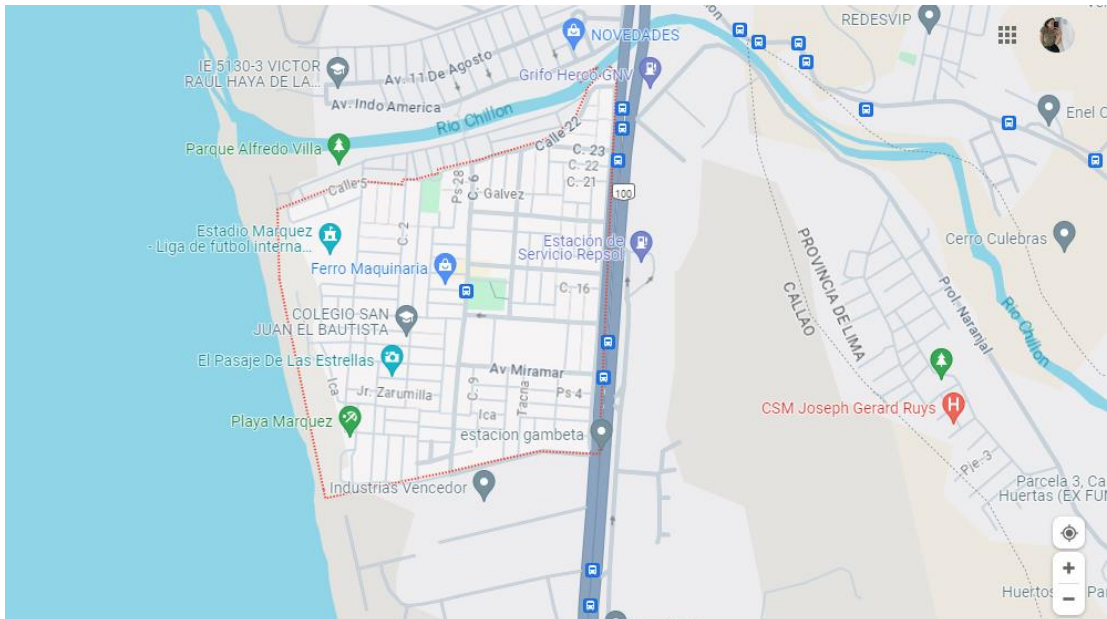 REDESVIP
NOVEDADES
IE 5130-3 VICTOR
RAUL HAYA DE LA...
Av. 11 De Agosto
Grifo Herco GNV
Av. Indo America
Enel
Rio Chillon
Parque Alfredo Villa
Calle 22
C. 23
C. 22
C. 21
Calle 5
Ps 28
C. 6
Galvez
100
C. 2
Estadio Marquez
- Liga de futbol interna...
Estación de
Servicio Repsol
Cerro Culebras
Ferro Maquinaria
C. 16
PROVINCIA DE LIMA
CALLAO
Prol. Naranjal
Rio Chillon
COLEGIO SAN
JUAN EL BAUTISTA
El Pasaje De Las Estrellas
Av Miramar
Ica
Jr. Zarumilla
C. 9
Tacna
Ps 4
Ica
CSM Joseph Gerard Ruys
H
Playa Marquez
estacion gambeta
Pje. 3
Industrias Vencedor
Parcela 3, Ca
Huertas (EX FU
Huertos
Pa